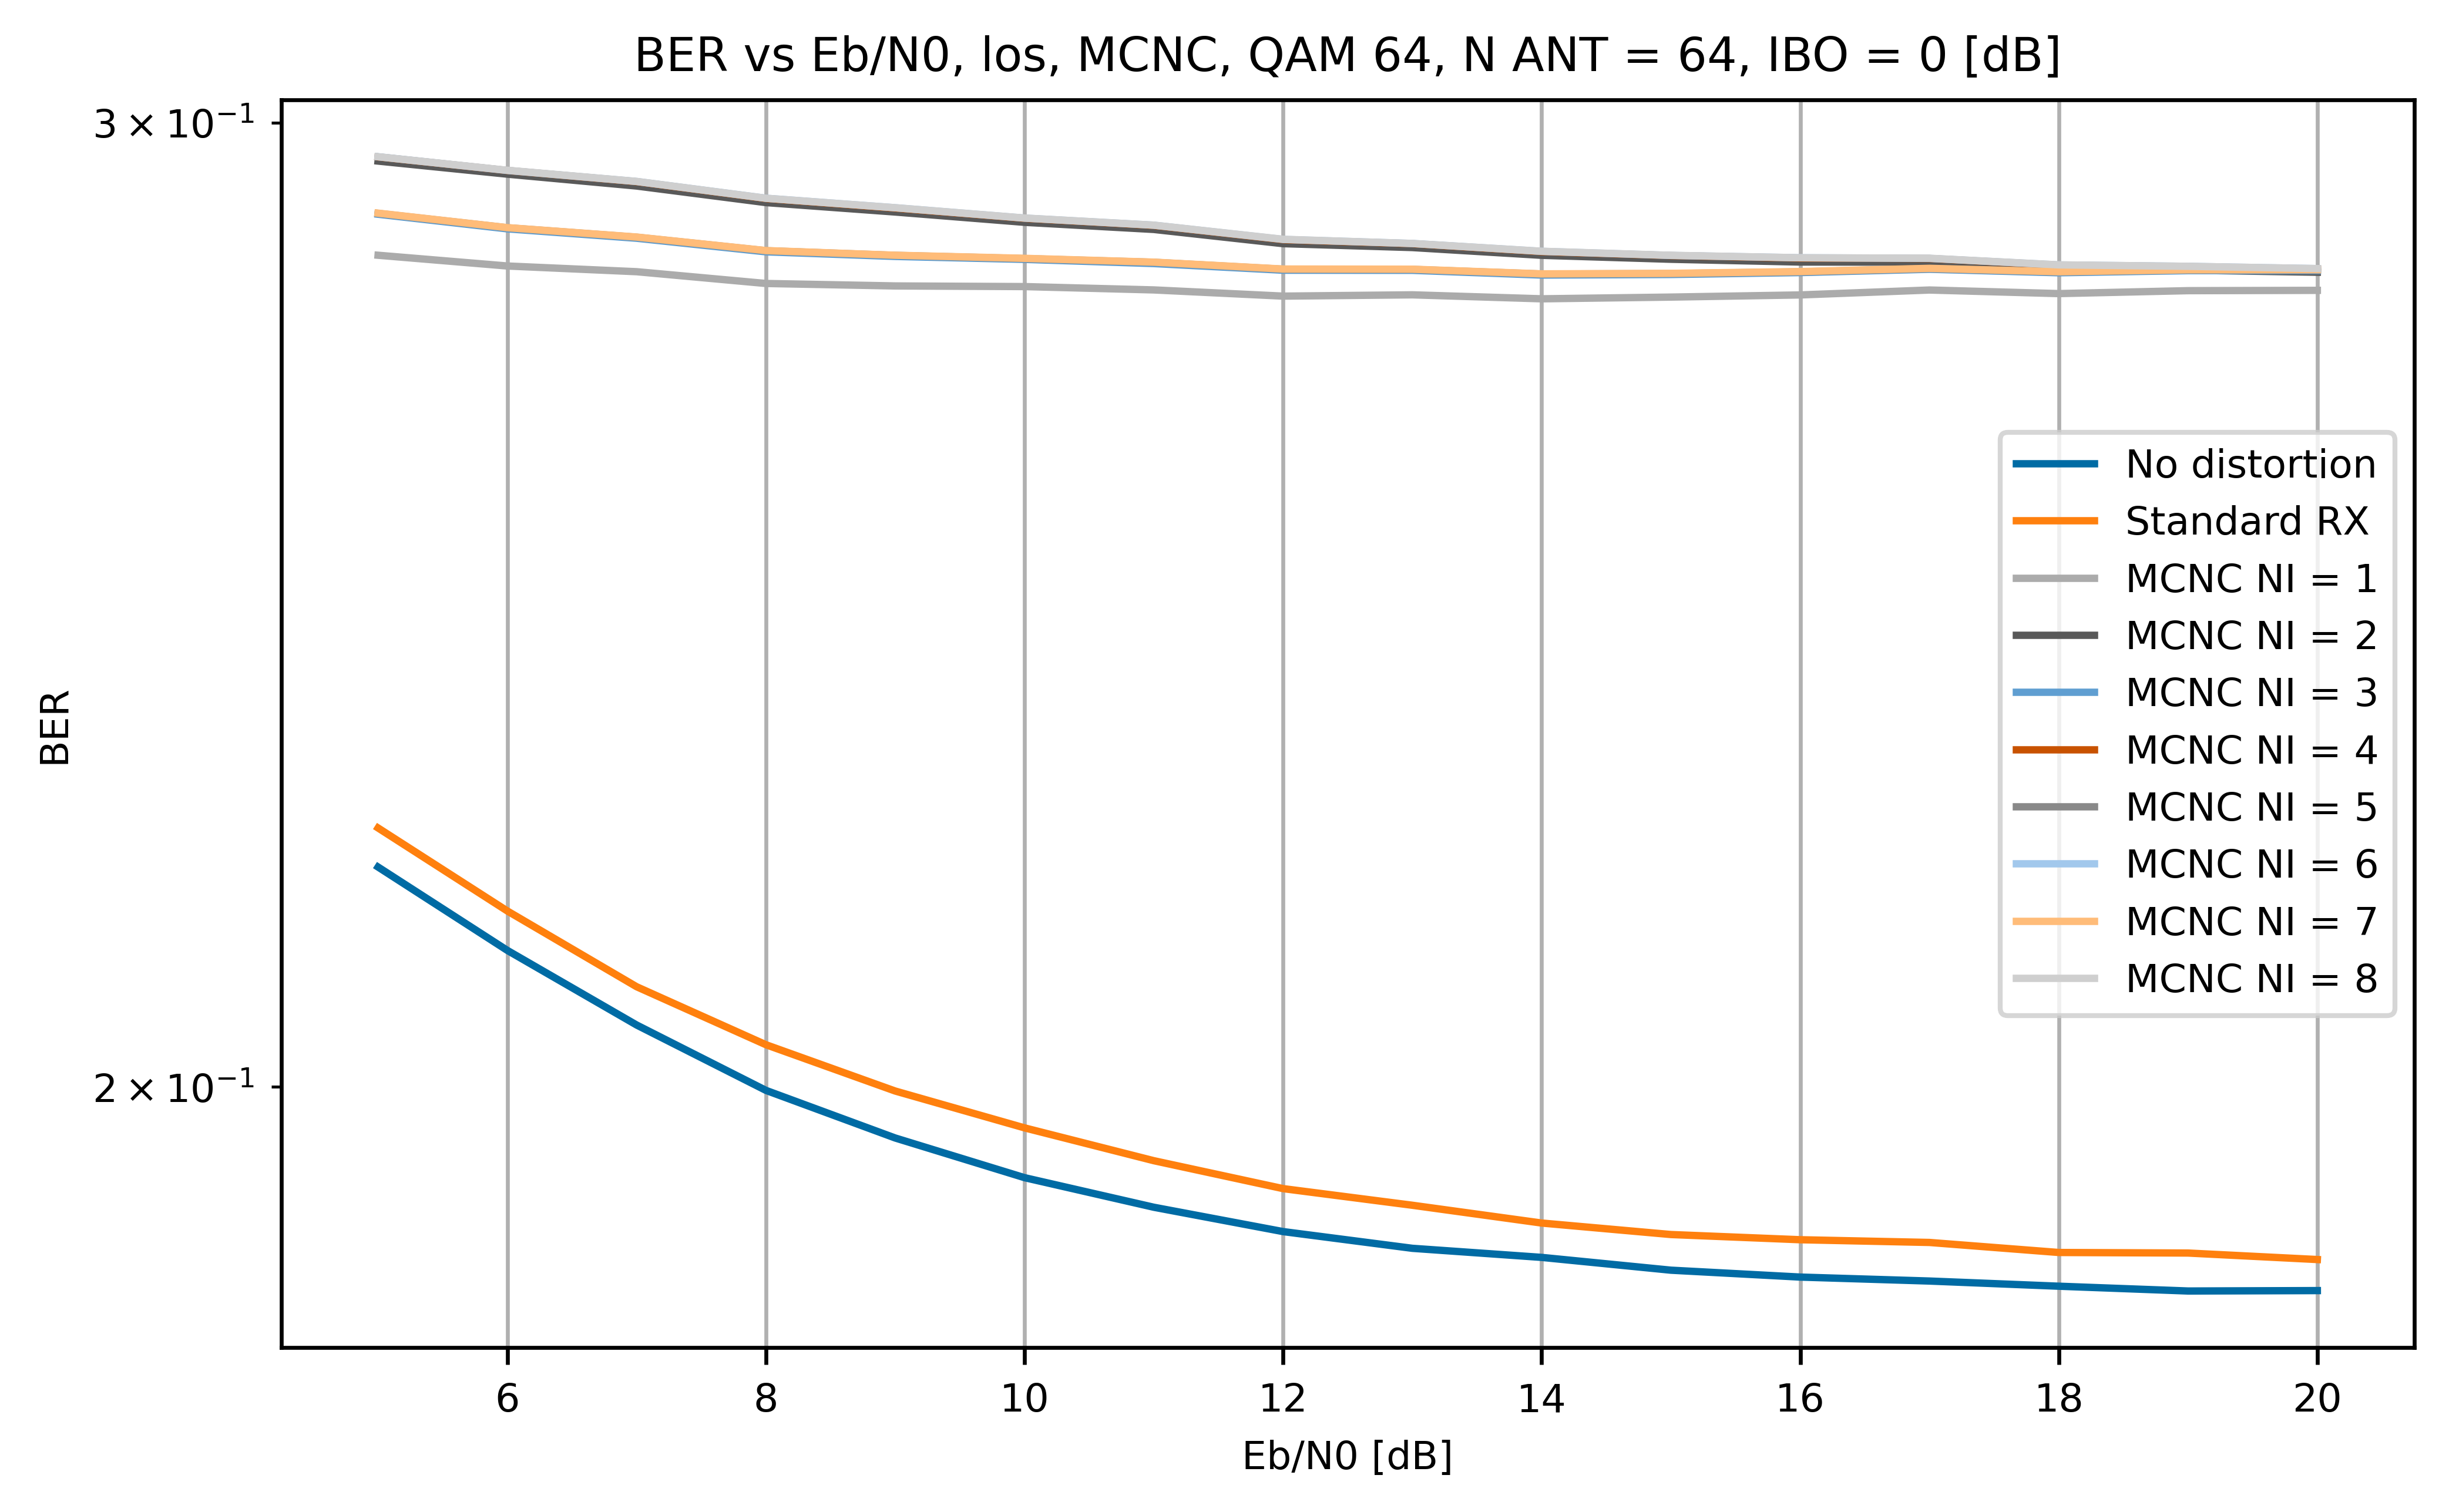 BER vs Eb/N0, los, MCNC, QAM 64, N ANT = 64, IBO = 0 [dB]
3 × 10⁻¹
2 × 10⁻¹
BER
No distortion
Standard RX
MCNC NI = 1
MCNC NI = 2
MCNC NI = 3
MCNC NI = 4
MCNC NI = 5
MCNC NI = 6
MCNC NI = 7
MCNC NI = 8
6 8 10 12 14 16 18 20
Eb/N0 [dB]